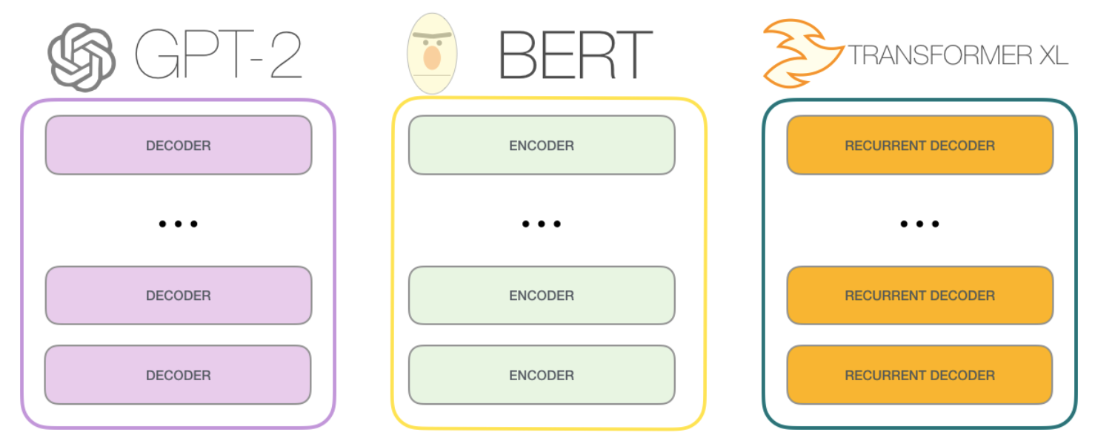 GPT-2
DECODER
...
DECODER
DECODER
BERT
ENCODER
...
ENCODER
ENCODER
TRANSFORMER XL
RECURRENT DECODER
...
RECURRENT DECODER
RECURRENT DECODER